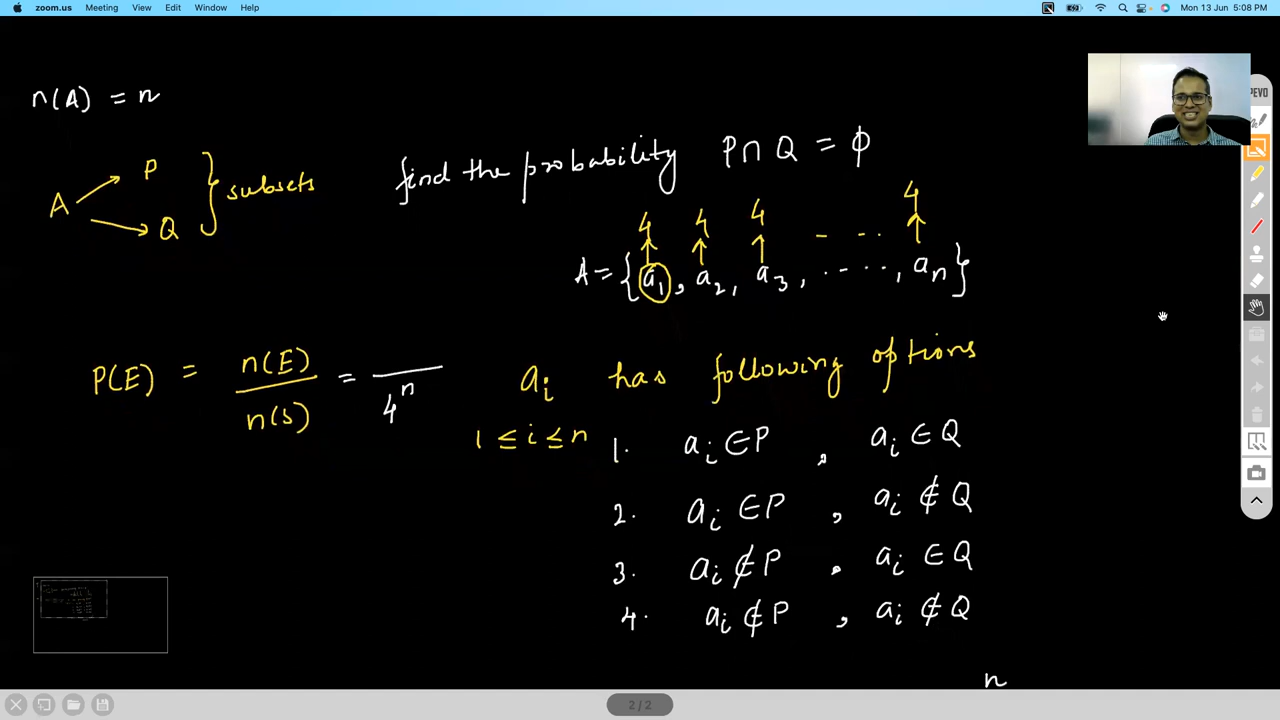 zoom.us Meeting View Edit Window Help Mon 13 Jun 5:08 PM
n(A) = n
find the probability P∩Q = φ
A P Q } subsets
4 4 4 - - . . 4
A = { a₁, a₂, a₃, . - - . ., aₙ }
P(E) = n(E)/n(S) = /4ⁿ
aᵢ has following options
1 ≤ i ≤ n
1. aᵢ ∈ P , aᵢ ∈ Q
2. aᵢ ∈ P , aᵢ ∉ Q
3. aᵢ ∉ P , aᵢ ∈ Q
4. aᵢ ∉ P , aᵢ ∉ Q
n
2 / 2